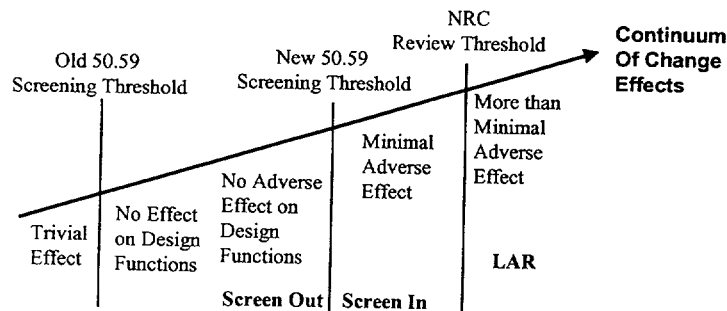 NRC
Review Threshold
Continuum
Of Change
Effects
Old 50.59
Screening Threshold
New 50.59
Screening Threshold
Trivial
Effect
No Effect
on Design
Functions
No Adverse
Effect on
Design
Functions
Minimal
Adverse
Effect
More than
Minimal
Adverse
Effect
LAR
Screen Out
Screen In